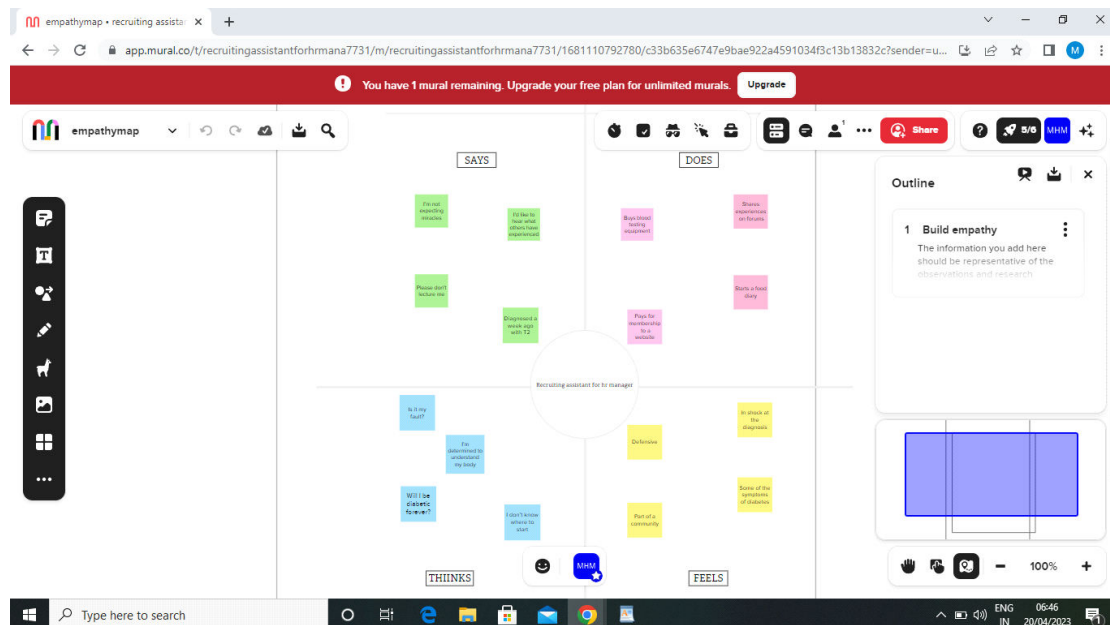 empathymap • recruiting assista
app.mural.co/t/recruitingassistantforhrmana7731/m/recruitingassistantforhrmana7731/1681110792780/c33b635e6747e9bae922a4591034f3c13b13832c?sender=u...
M
You have 1 mural remaining. Upgrade your free plan for unlimited murals.
Upgrade
empathymap
1
Share
5/6
MHM
SAYS
DOES
I'm not
expecting
miracles
I'd like to
hear what
others have
experienced
Please don't
lecture me
Diagnosed a
week ago
with T2
Buys blood
testing
equipment
Shares
experiences
on forums
Starts a food
diary
Pays for
membership
to a
website
Recruiting assistant for hr manager
Is it my
fault?
I'm
determined to
understand
my body
Will I be
diabetic
forever?
I don't know
where to
start
In shock at
the
diagnosis
Defensive
Some of the
symptoms
of diabetes
Part of a
community
THIINKS
FEELS
MHM
Outline
1 Build empathy
The information you add here
should be representative of the
observations and research
100%
Type here to search
ENG
IN
06:46
20/04/2023
1